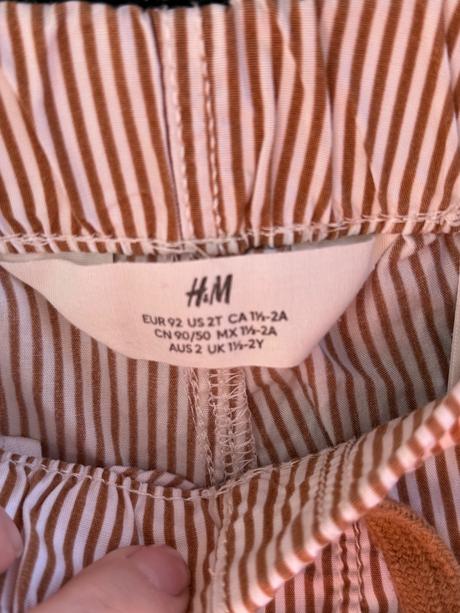 H&M
EUR 92 US 2T CA 1½-2A
CN 90/50 MX 1½-2A
AUS 2 UK 1½-2Y